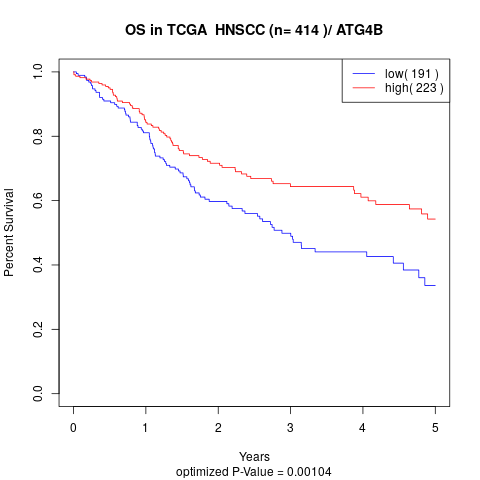 OS in TCGA  HNSCC (n= 414 )/ ATG4B
low( 191 )
high( 223 )
Percent Survival
1.0
0.8
0.6
0.4
0.2
0.0
0 1 2 3 4 5
Years
optimized P-Value = 0.00104